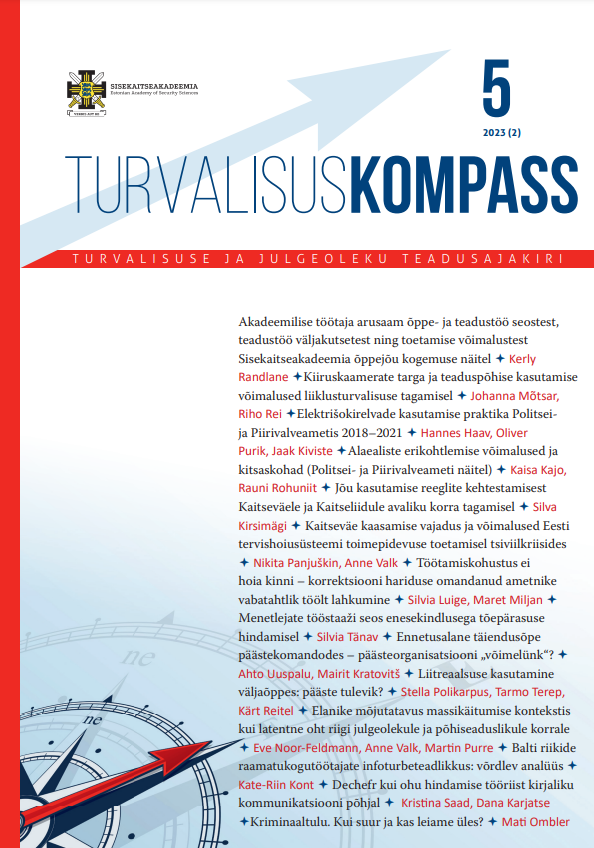 SISEKAITSEAKADEEMIA
Estonian Academy of Security Sciences
5
2023 (2)
TURVALISUSKOMPASS
TURVALISUSE JA JULGEOLEKU TEADUSAJAKIRI
Akadeemilise töötaja arusaam õppe- ja teadustöö seostest,
teadustöö väljakutsetest ning toetamise võimalustest
Sisekaitseakadeemia õppejõu kogemuse näitel ✦ Kerly
Randlane ✦Kiiruskaamerate targa ja teaduspõhise kasutamise
võimalused liiklusturvalisuse tagamisel ✦ Johanna Mõtsar,
Riho Rei ✦Elektrišokirelvade kasutamise praktika Politsei-
ja Piirivalveametis 2018–2021 ✦ Hannes Haav, Oliver
Purik, Jaak Kiviste ✦Alaealiste erikohtlemise võimalused ja
kitsaskohad (Politsei- ja Piirivalveameti näitel) ✦ Kaisa Kajo,
Rauni Rohuniit ✦ Jõu kasutamise reeglite kehtestamisest
Kaitseväele ja Kaitseliidule avaliku korra tagamisel ✦ Silva
Kirsimägi ✦ Kaitseväe kaasamise vajadus ja võimalused Eesti
tervishoiusüsteemi toimepidevuse toetamisel tsiviilkriisides
✦ Nikita Panjuškin, Anne Valk ✦ Töötamiskohustus ei
hoia kinni – korrektsiooni hariduse omandanud ametnike
vabatahtlik töölt lahkumine ✦ Silvia Luige, Maret Miljan ✦
Menetlejate tööstaaži seos enesekindlusega tõepärasuse
hindamisel ✦ Silvia Tänav ✦ Ennetusalane täiendusõpe
päästekomandodes – päästeorganisatsiooni „võimelünk“? ✦
Ahto Uuspalu, Mairit Kratovitš ✦ Liitreaalsuse kasutamine
väljaõppes: pääste tulevik? ✦ Stella Polikarpus, Tarmo Terep,
Kärt Reitel ✦ Elanike mõjutatavus massikäitumise kontekstis
kui latentne oht riigi julgeolekule ja põhiseaduslikule korrale
✦ Eve Noor-Feldmann, Anne Valk, Martin Purre ✦ Balti riikide
raamatukogutöötajate infoturbeteadlikkus: võrdlev analüüs ✦
Kate-Riin Kont ✦ Dechefr kui ohu hindamise tööriist kirjaliku
kommunikatsiooni põhjal ✦ Kristina Saad, Dana Karjatse
✦Kriminaaltulu. Kui suur ja kas leiame üles? ✦ Mati Ombler
ne
ne